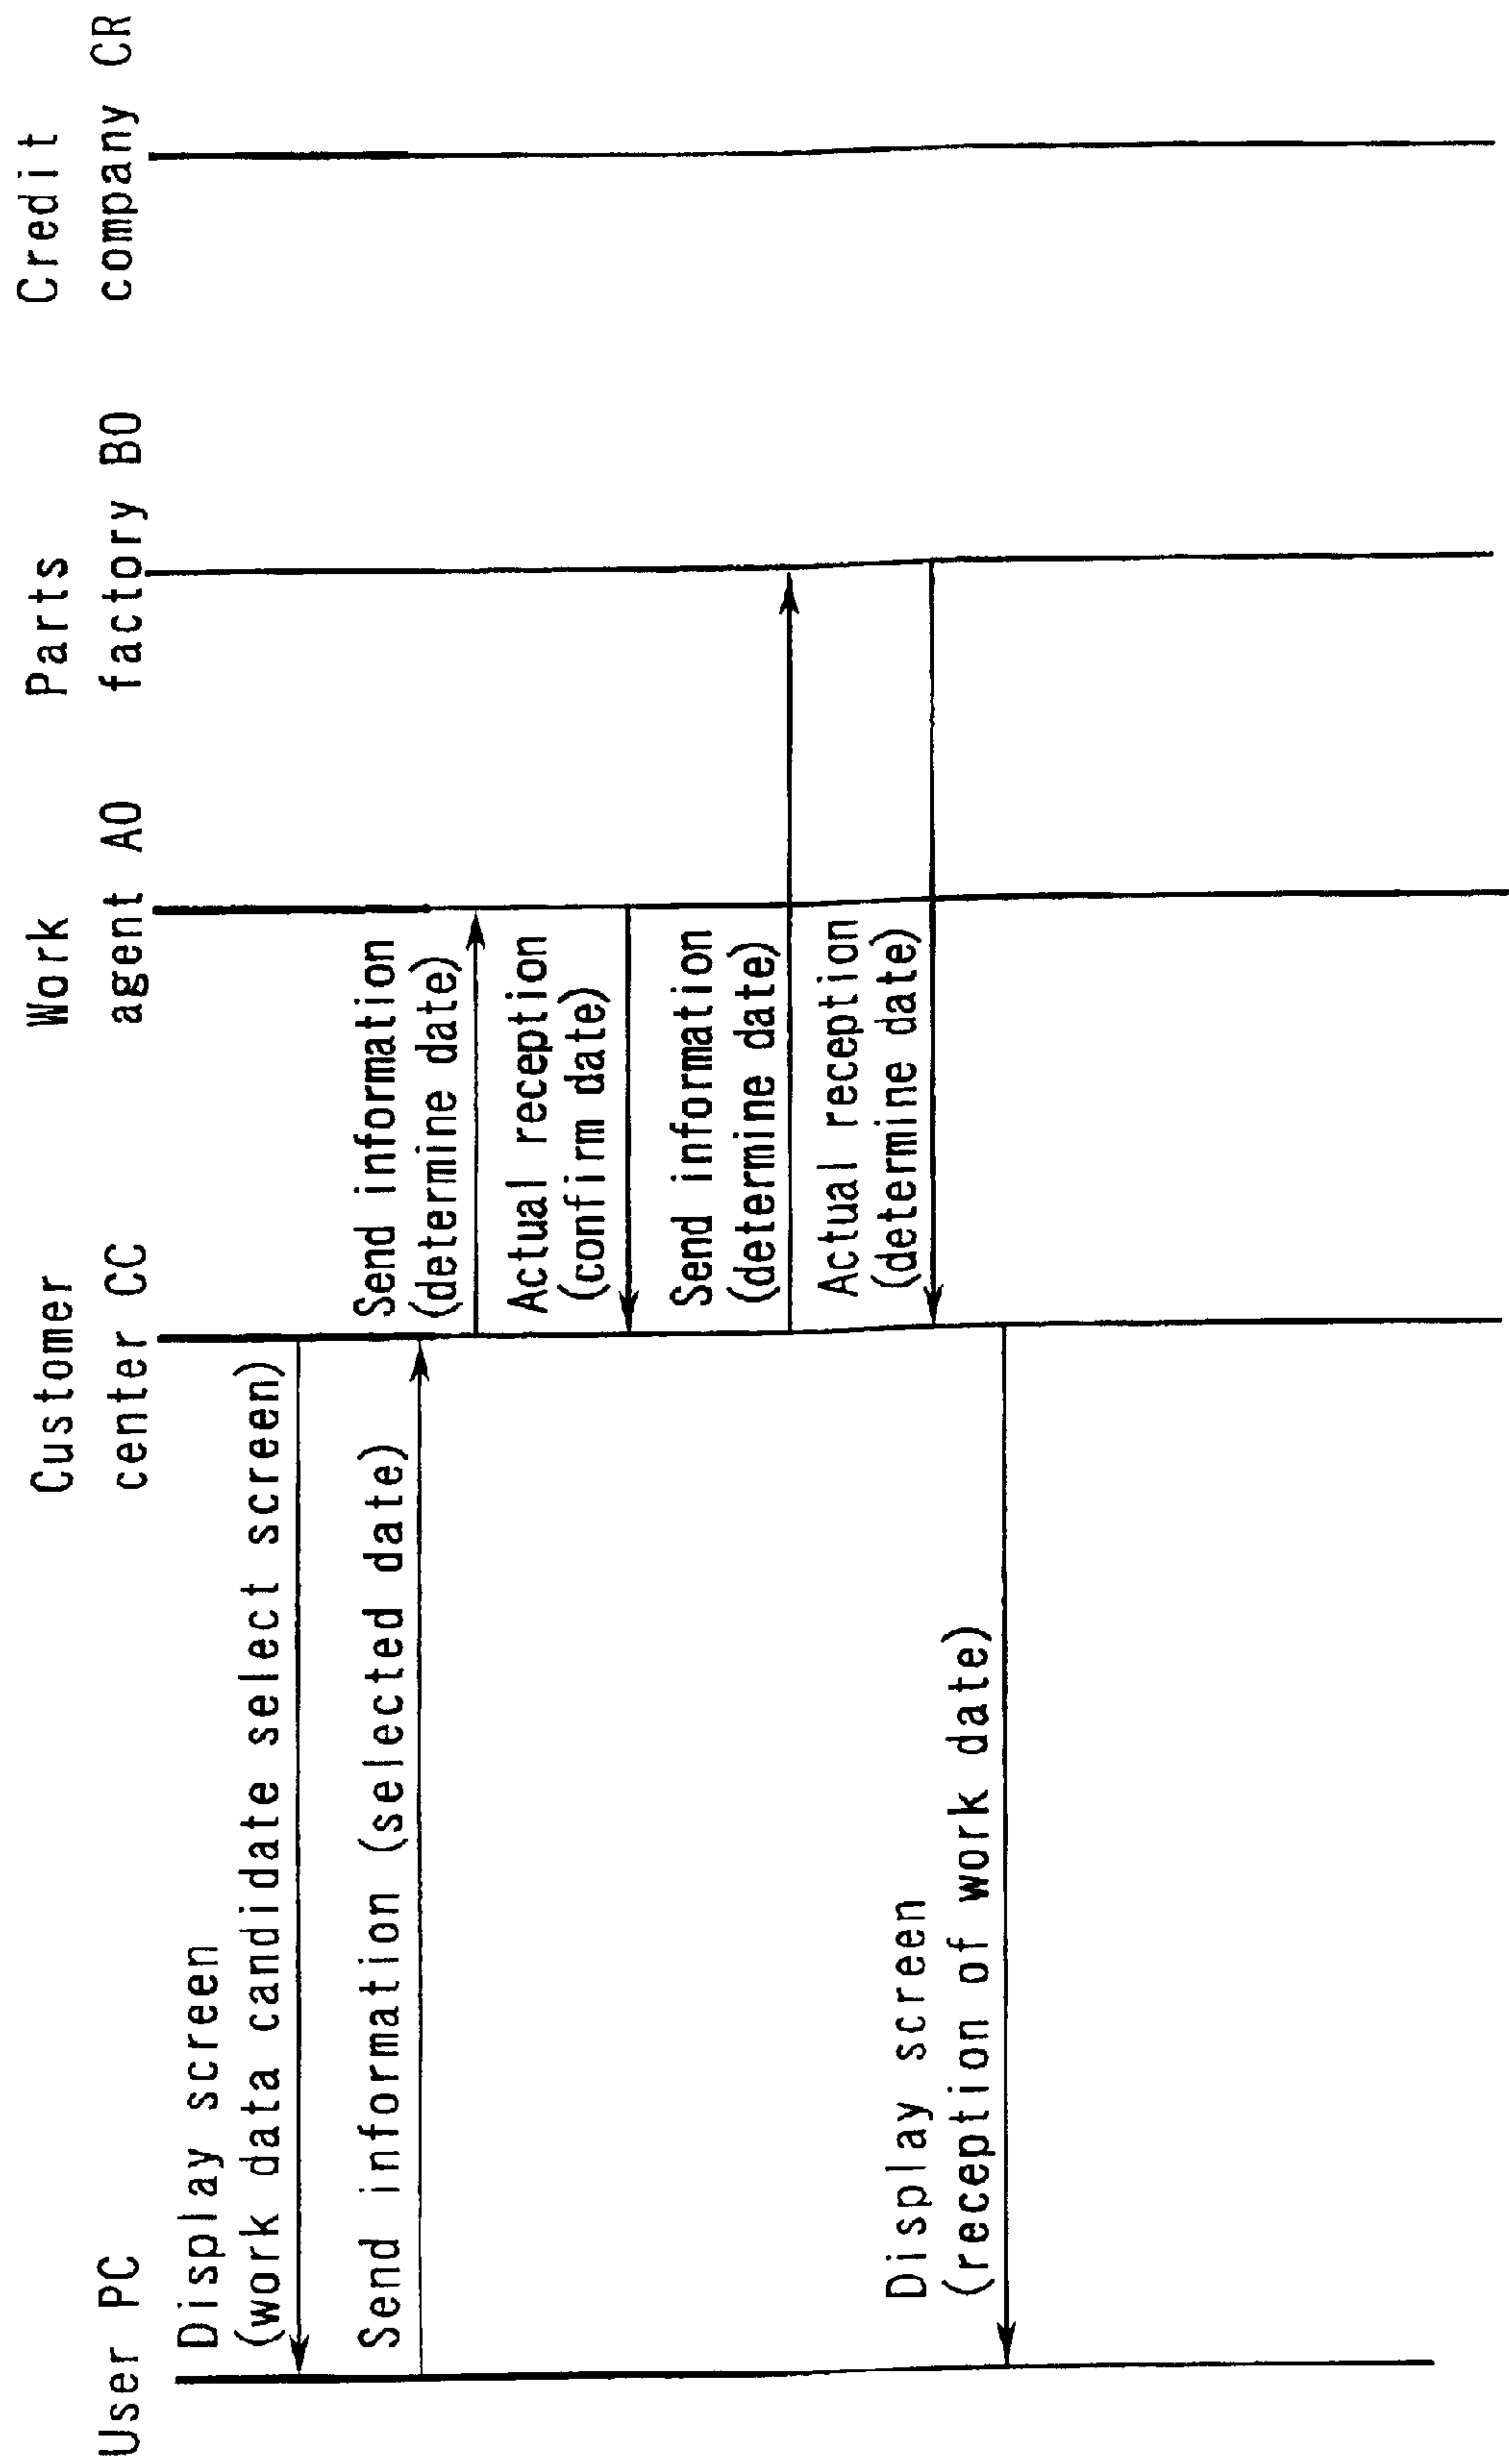 User PC
Customer
center CC
Work
agent A0
Parts
factory B0
Credit
company CR
Display screen
(work data candidate select screen)
Send information (selected date)
Send information
(determine date)
Actual reception
(confirm date)
Send information
(determine date)
Actual reception
(determine date)
Display screen
(reception of work date)